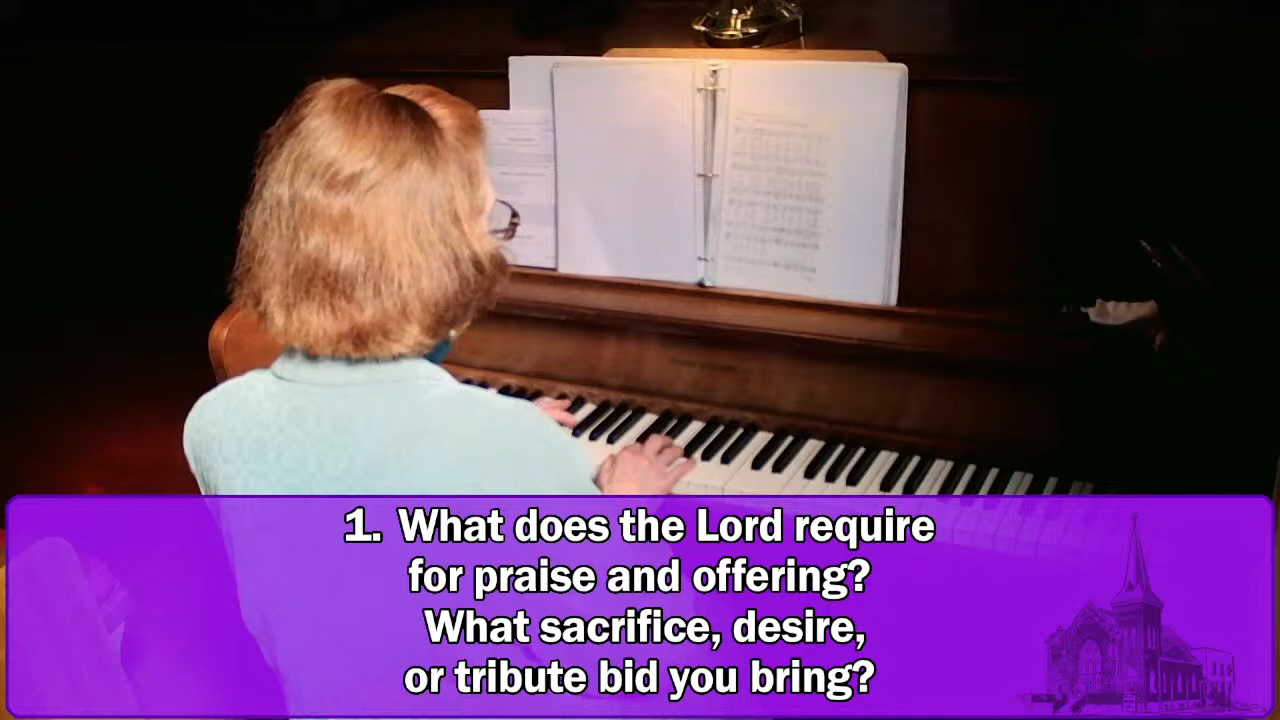 1. What does the Lord require
for praise and offering?
What sacrifice, desire,
or tribute bid you bring?